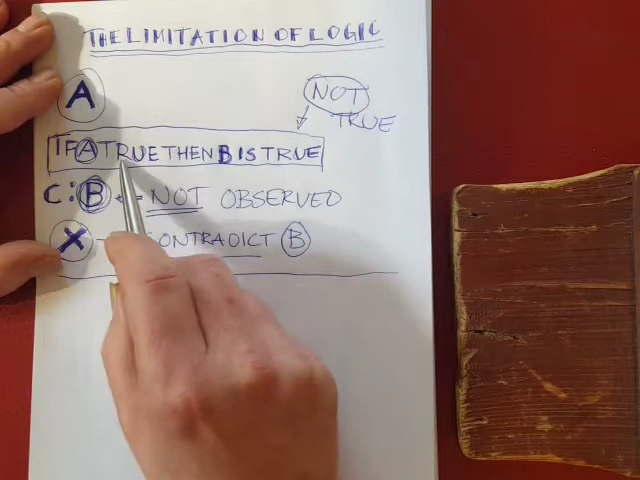 THE LIMITATION OF LOGIC
A
NOT
TRUE
IF A TRUE THEN B IS TRUE
C: B NOT OBSERVED
X CONTRADICT B